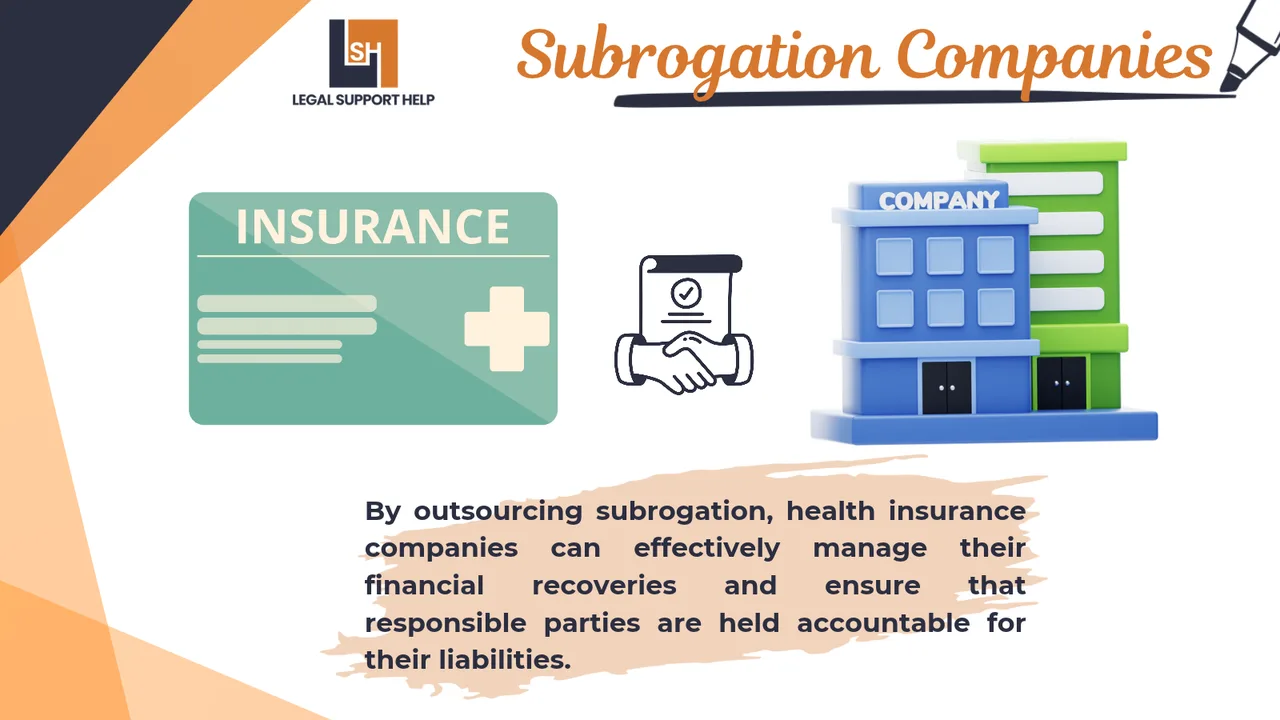 SH
LEGAL SUPPORT HELP
Subrogation Companies
INSURANCE
COMPANY
By outsourcing subrogation, health insurance
companies can effectively manage their
financial recoveries and ensure that
responsible parties are held accountable for
their liabilities.